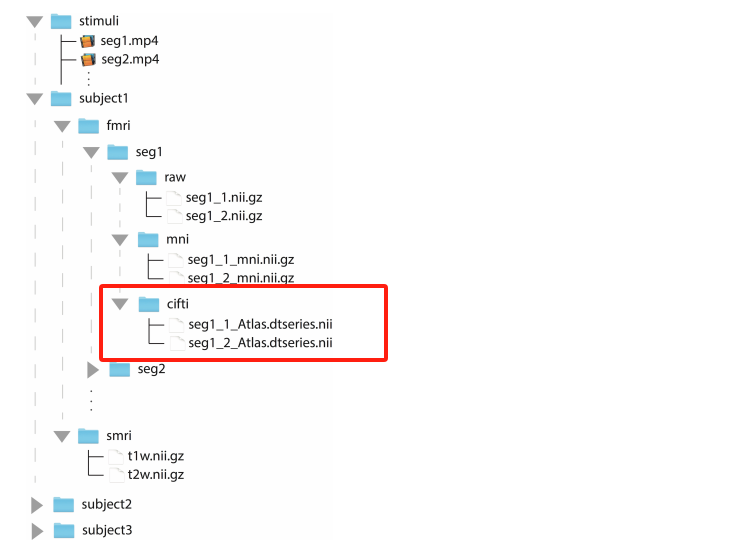 stimuli
seg1.mp4
seg2.mp4
subject1
fmri
seg1
raw
seg1_1.nii.gz
seg1_2.nii.gz
mni
seg1_1_mni.nii.gz
seg1_2_mni.nii.gz
cifti
seg1_1_Atlas.dtseries.nii
seg1_2_Atlas.dtseries.nii
seg2
smri
t1w.nii.gz
t2w.nii.gz
subject2
subject3